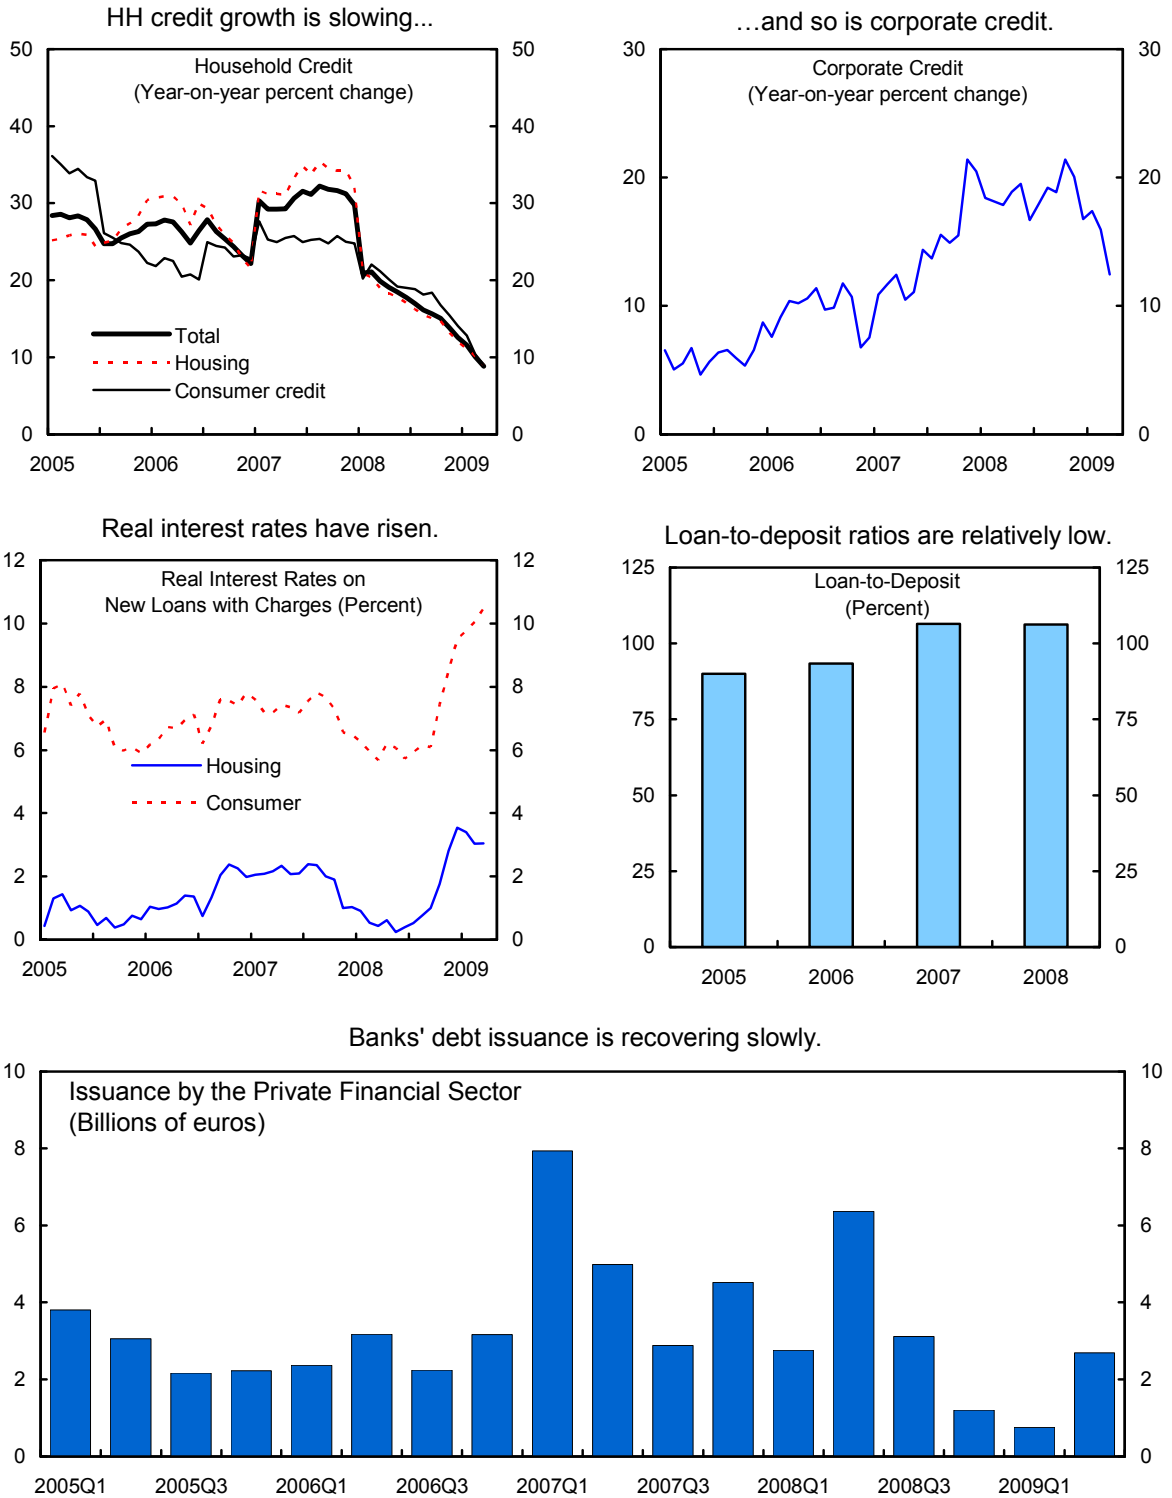 HH credit growth is slowing...
Household Credit
(Year-on-year percent change)
50 50
40 40
30 30
20 20
10 10
0 0
Total
Housing
Consumer credit
2005 2006 2007 2008 2009
…and so is corporate credit.
Corporate Credit
(Year-on-year percent change)
30 30
20 20
10 10
0 0
2005 2006 2007 2008 2009
Real interest rates have risen.
Real Interest Rates on
New Loans with Charges (Percent)
12 12
10 10
8 8
6 6
4 4
2 2
0 0
Housing
Consumer
2005 2006 2007 2008 2009
Loan-to-deposit ratios are relatively low.
Loan-to-Deposit
(Percent)
125 125
100 100
75 75
50 50
25 25
0 0
2005 2006 2007 2008
Banks' debt issuance is recovering slowly.
Issuance by the Private Financial Sector
(Billions of euros)
10 10
8 8
6 6
4 4
2 2
0 0
2005Q1 2005Q3 2006Q1 2006Q3 2007Q1 2007Q3 2008Q1 2008Q3 2009Q1